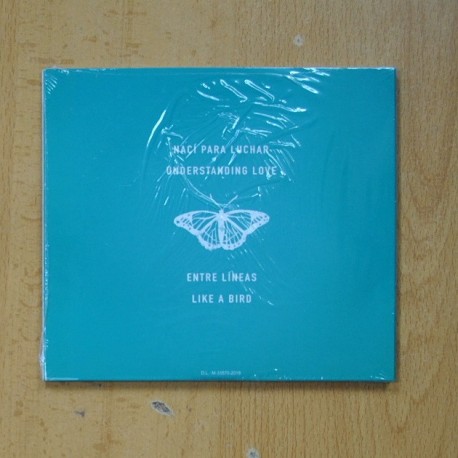 NACÍ PARA LUCHAR
UNDERSTANDING LOVE
ENTRE LÍNEAS
LIKE A BIRD
D.L.: